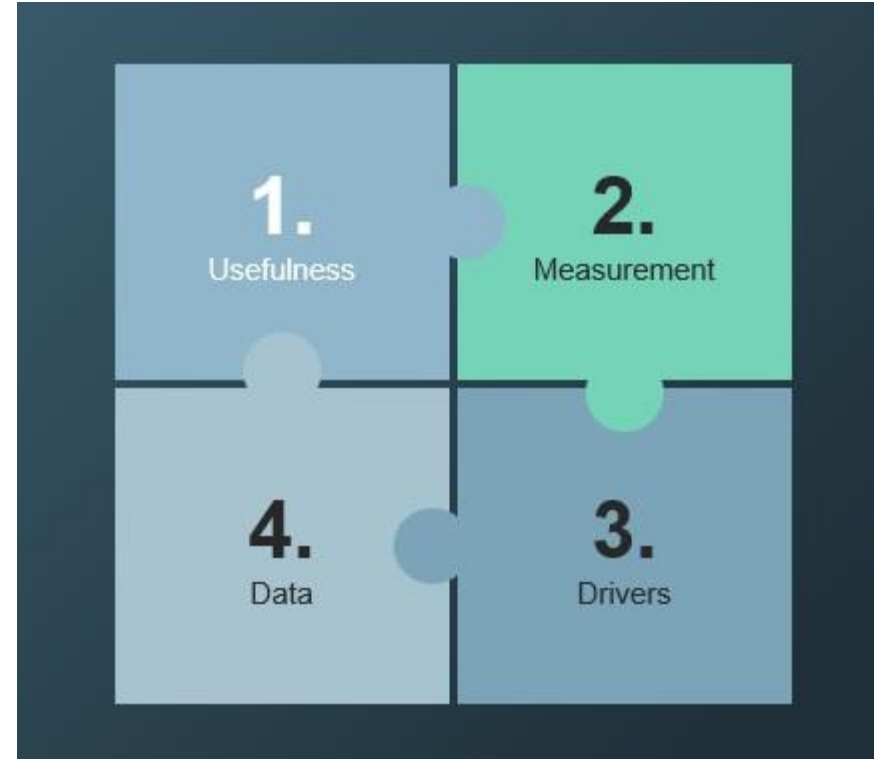 1.
Usefulness
2.
Measurement
3.
Drivers
4.
Data